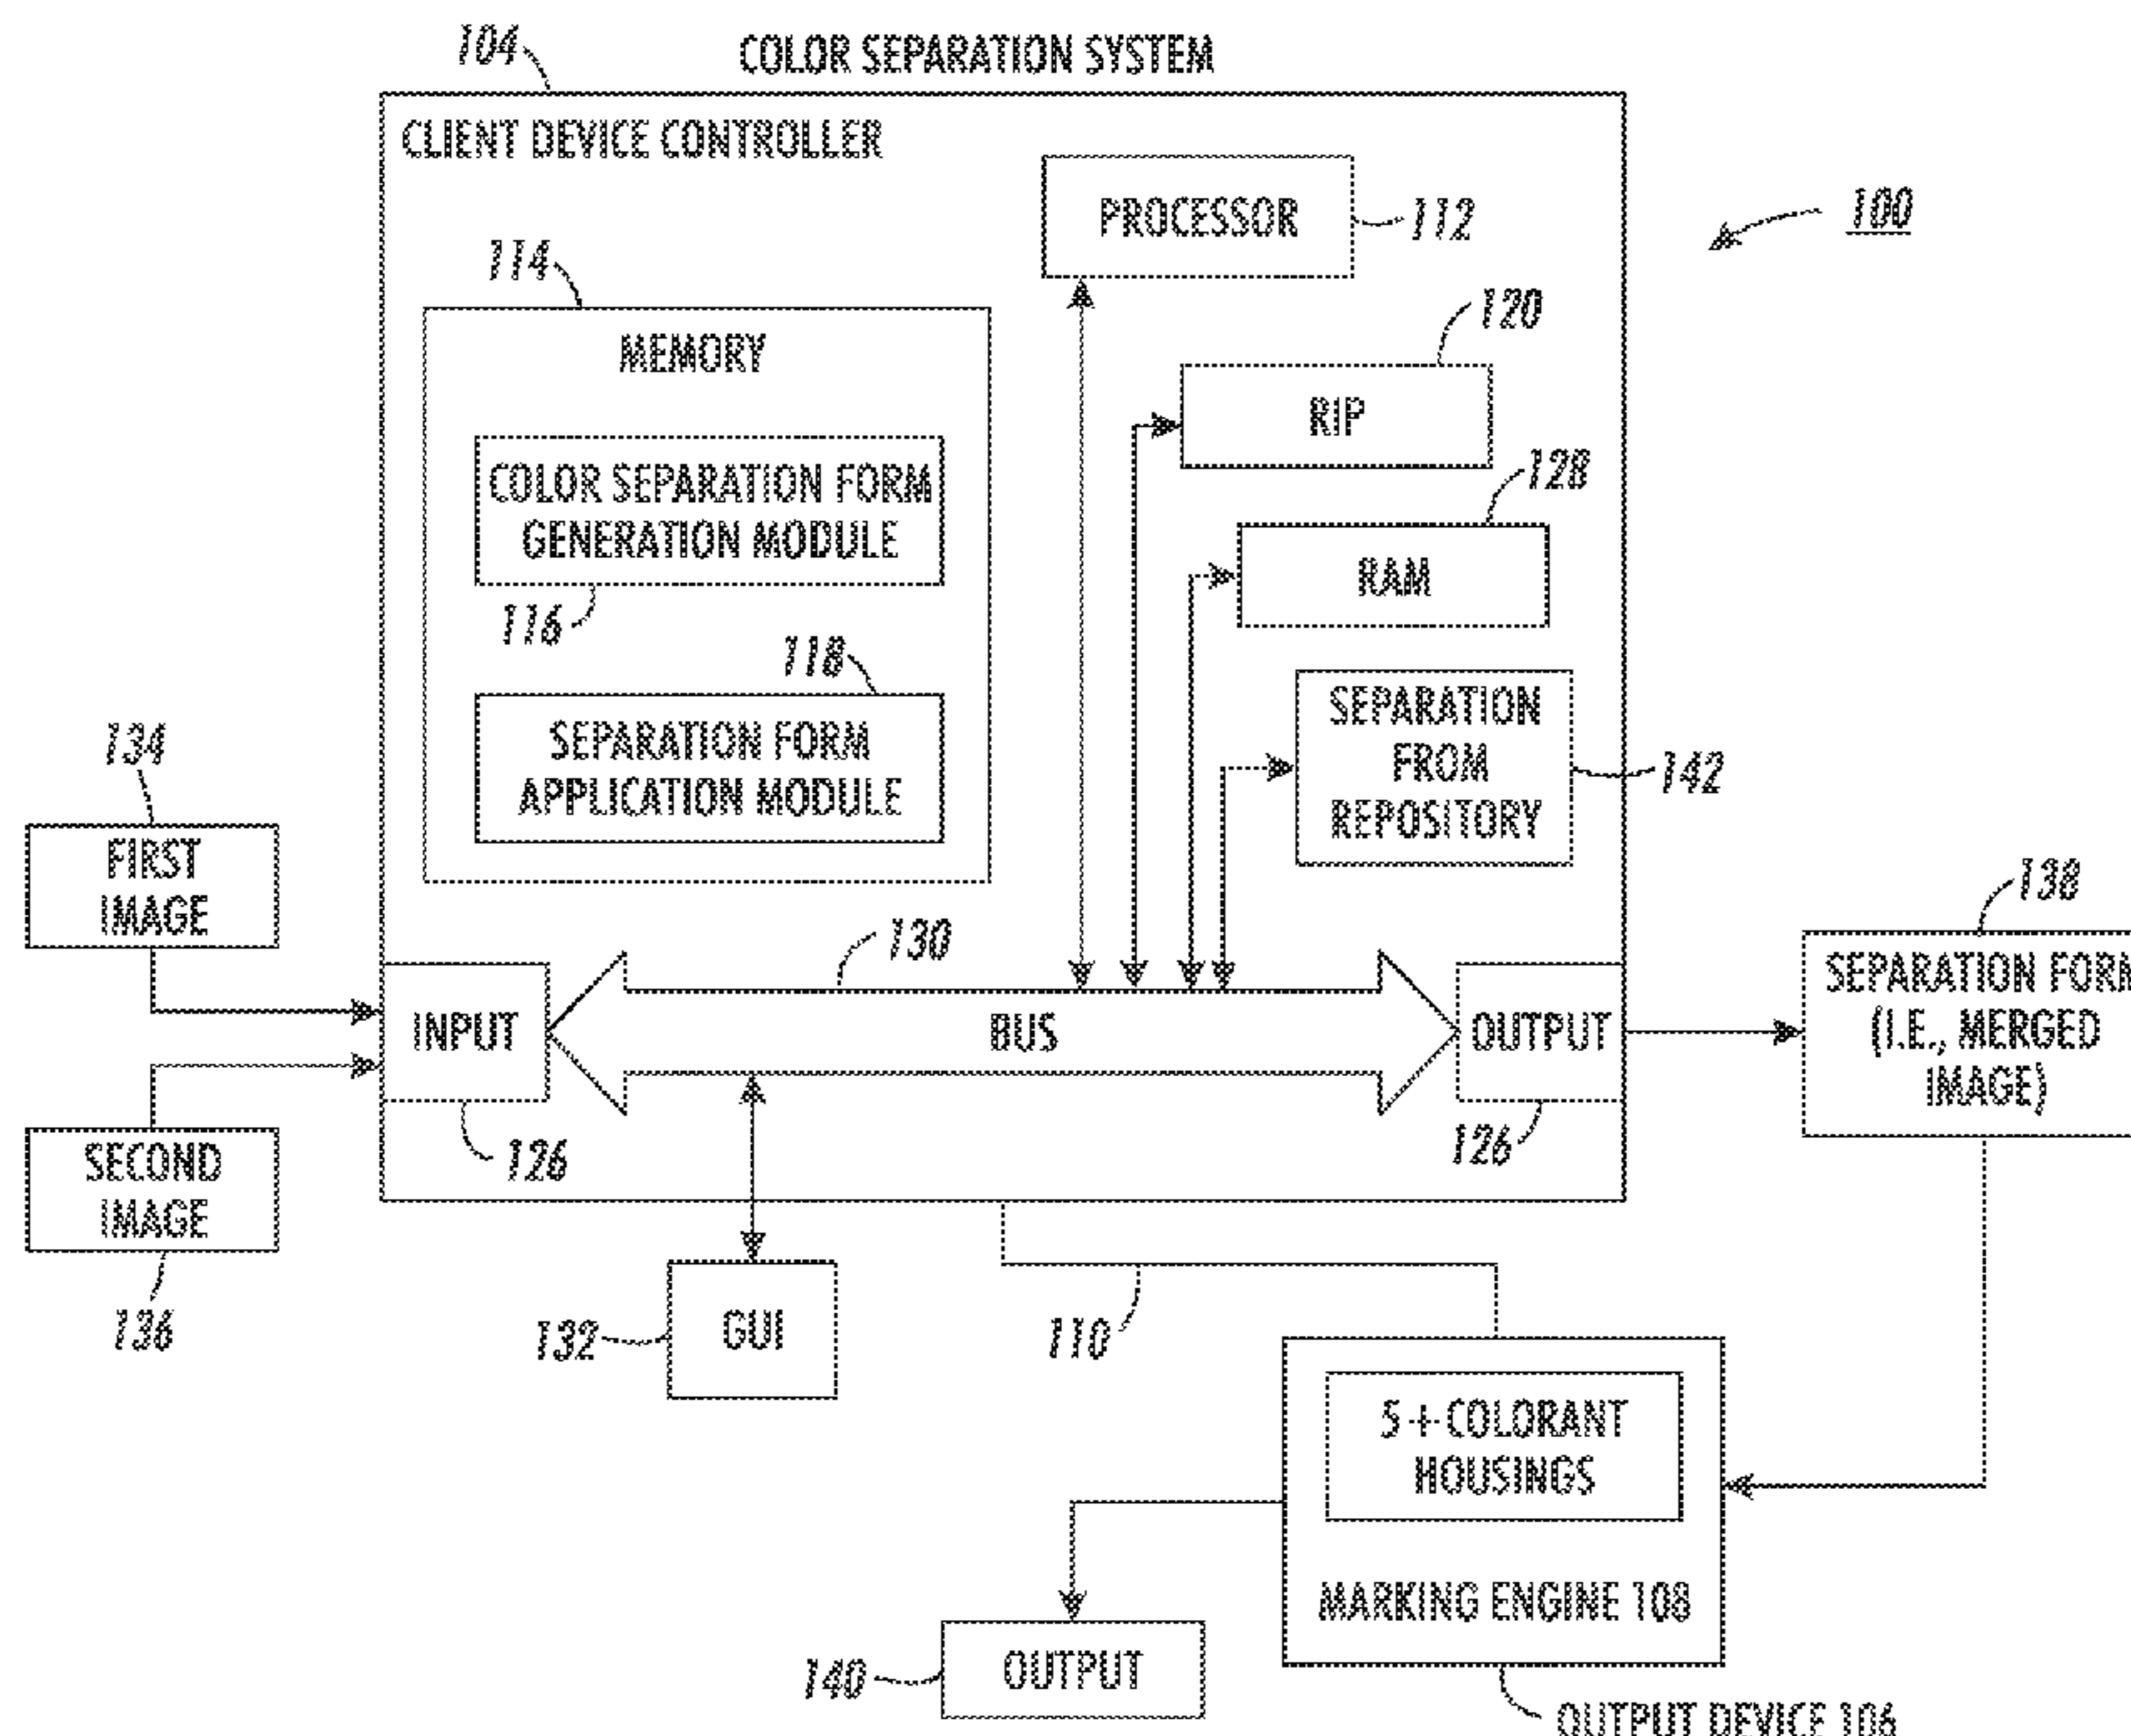 104
COLOR SEPARATION SYSTEM
CLIENT DEVICE CONTROLLER
PROCESSOR
112
100
114
MEMORY
120
RIP
COLOR SEPARATION FORM
GENERATION MODULE
116
128
RAM
118
SEPARATION FORM
APPLICATION MODULE
SEPARATION
FROM
REPOSITORY
142
134
FIRST
IMAGE
130
138
SEPARATION FORM
(I.E., MERGED
IMAGE)
INPUT
BUS
OUTPUT
126
126
SECOND
IMAGE
136
132
GUI
110
5+COLORANT
HOUSINGS
MARKING ENGINE 108
140
OUTPUT
OUTPUT DEVICE 106